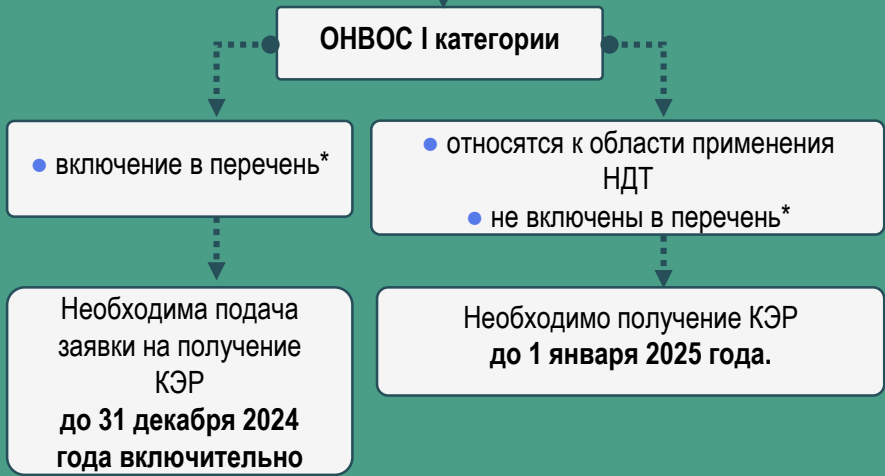 ОНВОС I категории
• включение в перечень*
• относятся к области применения
НДТ
• не включены в перечень*
Необходима подача
заявки на получение
КЭР
до 31 декабря 2024
года включительно
Необходимо получение КЭР
до 1 января 2025 года.